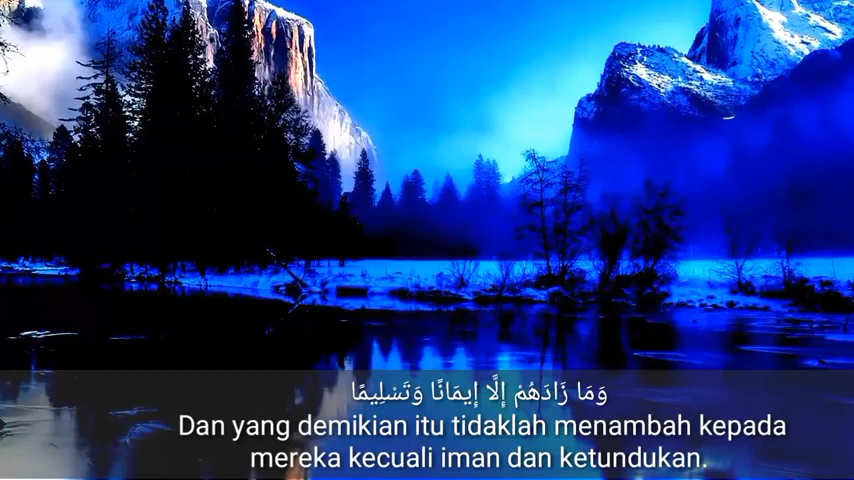 وَمَا زَادَهُمْ إِلَّا إِيمَانًا وَتَسْلِيمًا
Dan yang demikian itu tidaklah menambah kepada
mereka kecuali iman dan ketundukan.